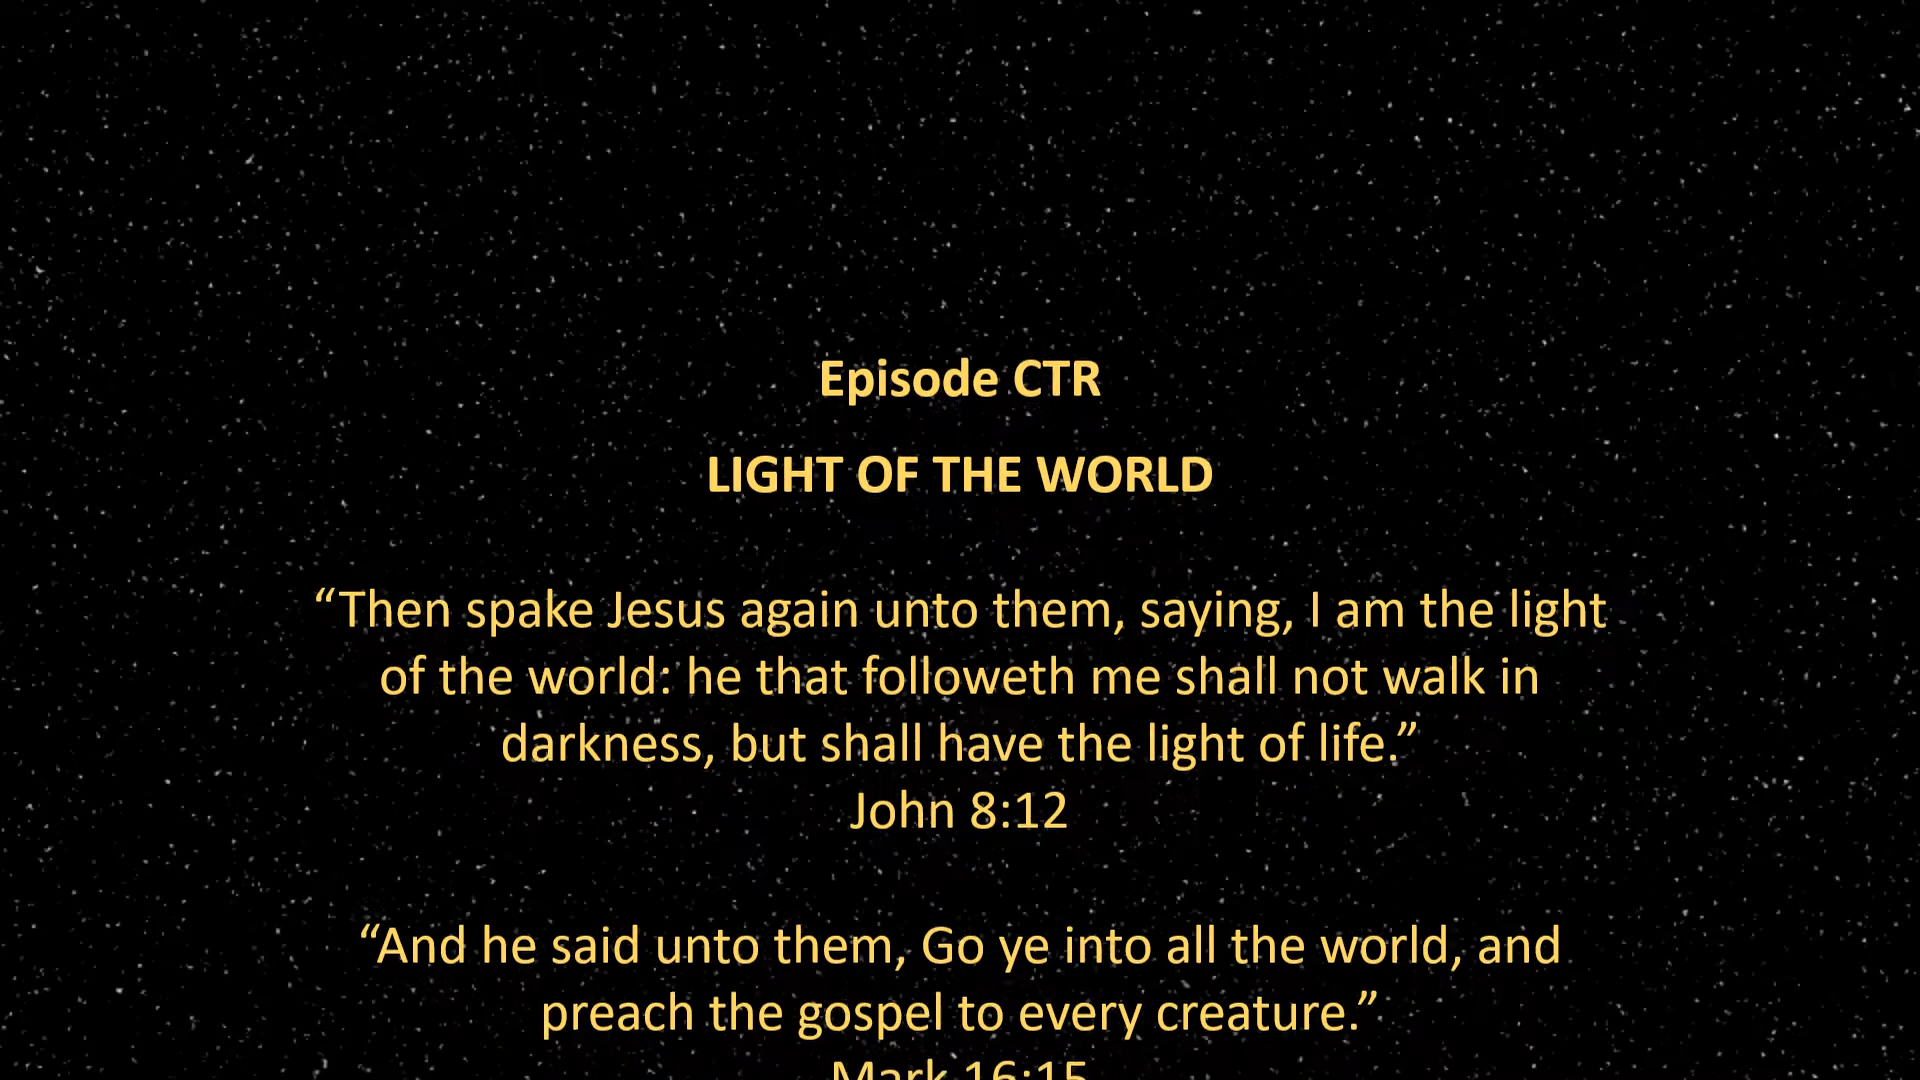 Episode CTR
LIGHT OF THE WORLD
“Then spake Jesus again unto them, saying, I am the light
of the world: he that followeth me shall not walk in
darkness, but shall have the light of life.”
John 8:12
“And he said unto them, Go ye into all the world, and
preach the gospel to every creature.”
Mark 16:15